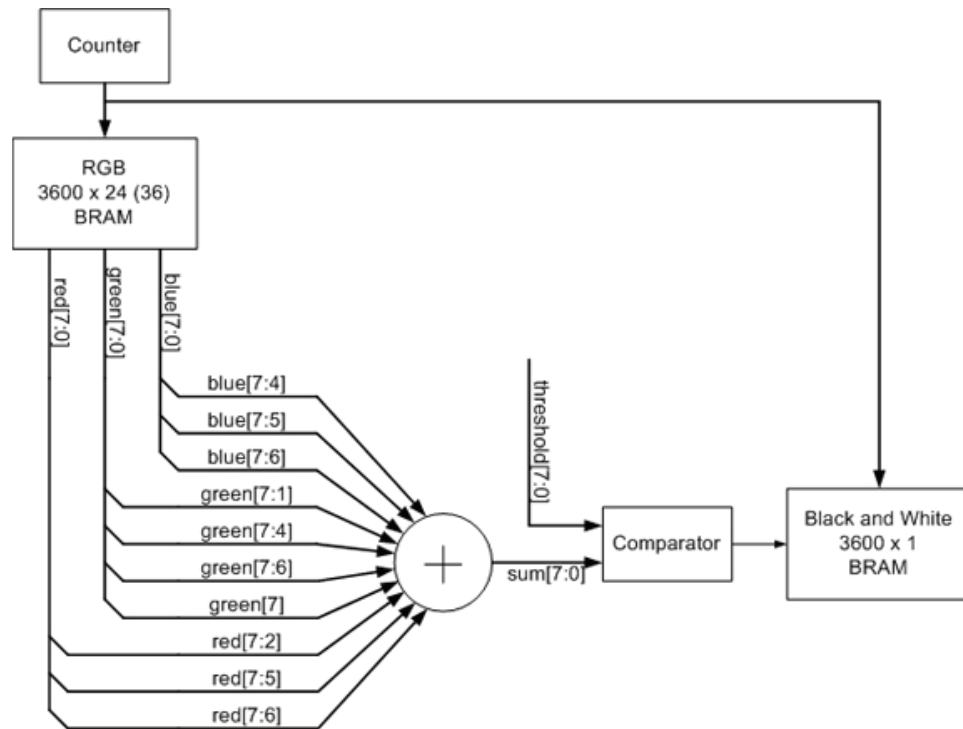 Counter
RGB
3600 x 24 (36)
BRAM
red[7:0]
green[7:0]
blue[7:0]
blue[7:4]
blue[7:5]
blue[7:6]
green[7:1]
green[7:4]
green[7:6]
green[7]
red[7:2]
red[7:5]
red[7:6]
+
sum[7:0]
threshold[7:0]
Comparator
Black and White
3600 x 1
BRAM